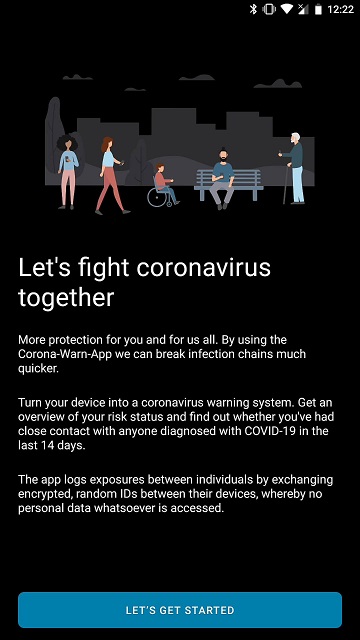 12:22
Let's fight coronavirus
together
More protection for you and for us all. By using the
Corona-Warn-App we can break infection chains much
quicker.
Turn your device into a coronavirus warning system. Get an
overview of your risk status and find out whether you've had
close contact with anyone diagnosed with COVID-19 in the
last 14 days.
The app logs exposures between individuals by exchanging
encrypted, random IDs between their devices, whereby no
personal data whatsoever is accessed.
LET'S GET STARTED